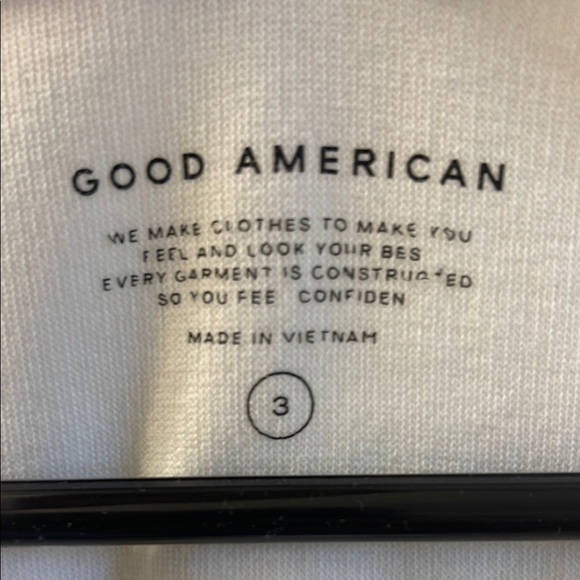 GOOD AMERICAN
WE MAKE CLOTHES TO MAKE YOU
FEEL AND LOOK YOUR BES
EVERY GARMENT IS CONSTRUCTED
SO YOU FEE CONFIDEN
MADE IN VIETNAM
3